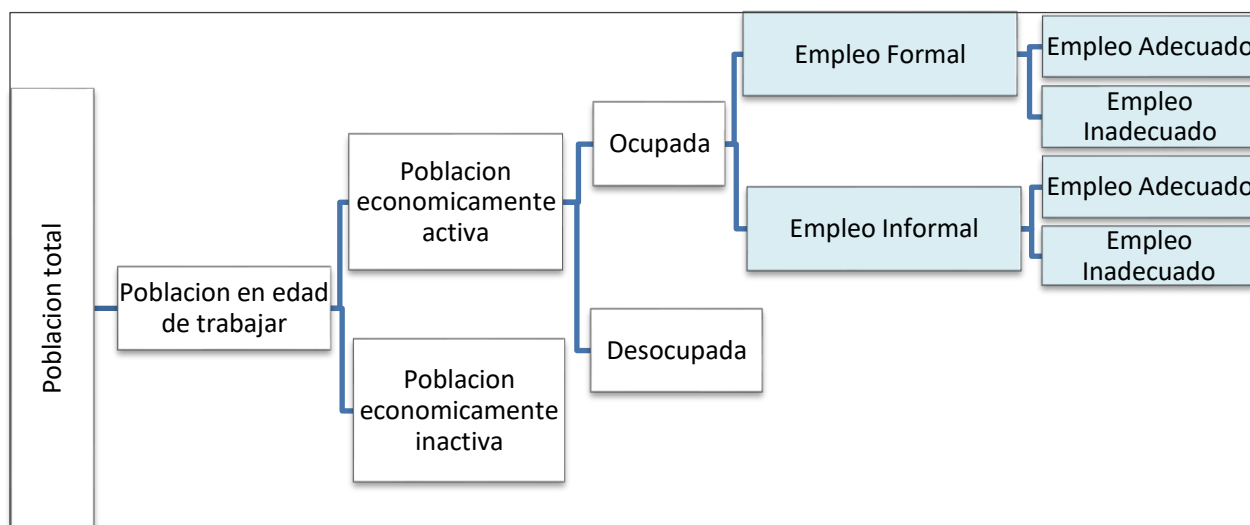 Poblacion total
Poblacion en edad
de trabajar
Poblacion
economicamente
activa
Poblacion
economicamente
inactiva
Ocupada
Desocupada
Empleo Formal
Empleo Informal
Empleo Adecuado
Empleo
Inadecuado
Empleo Adecuado
Empleo
Inadecuado